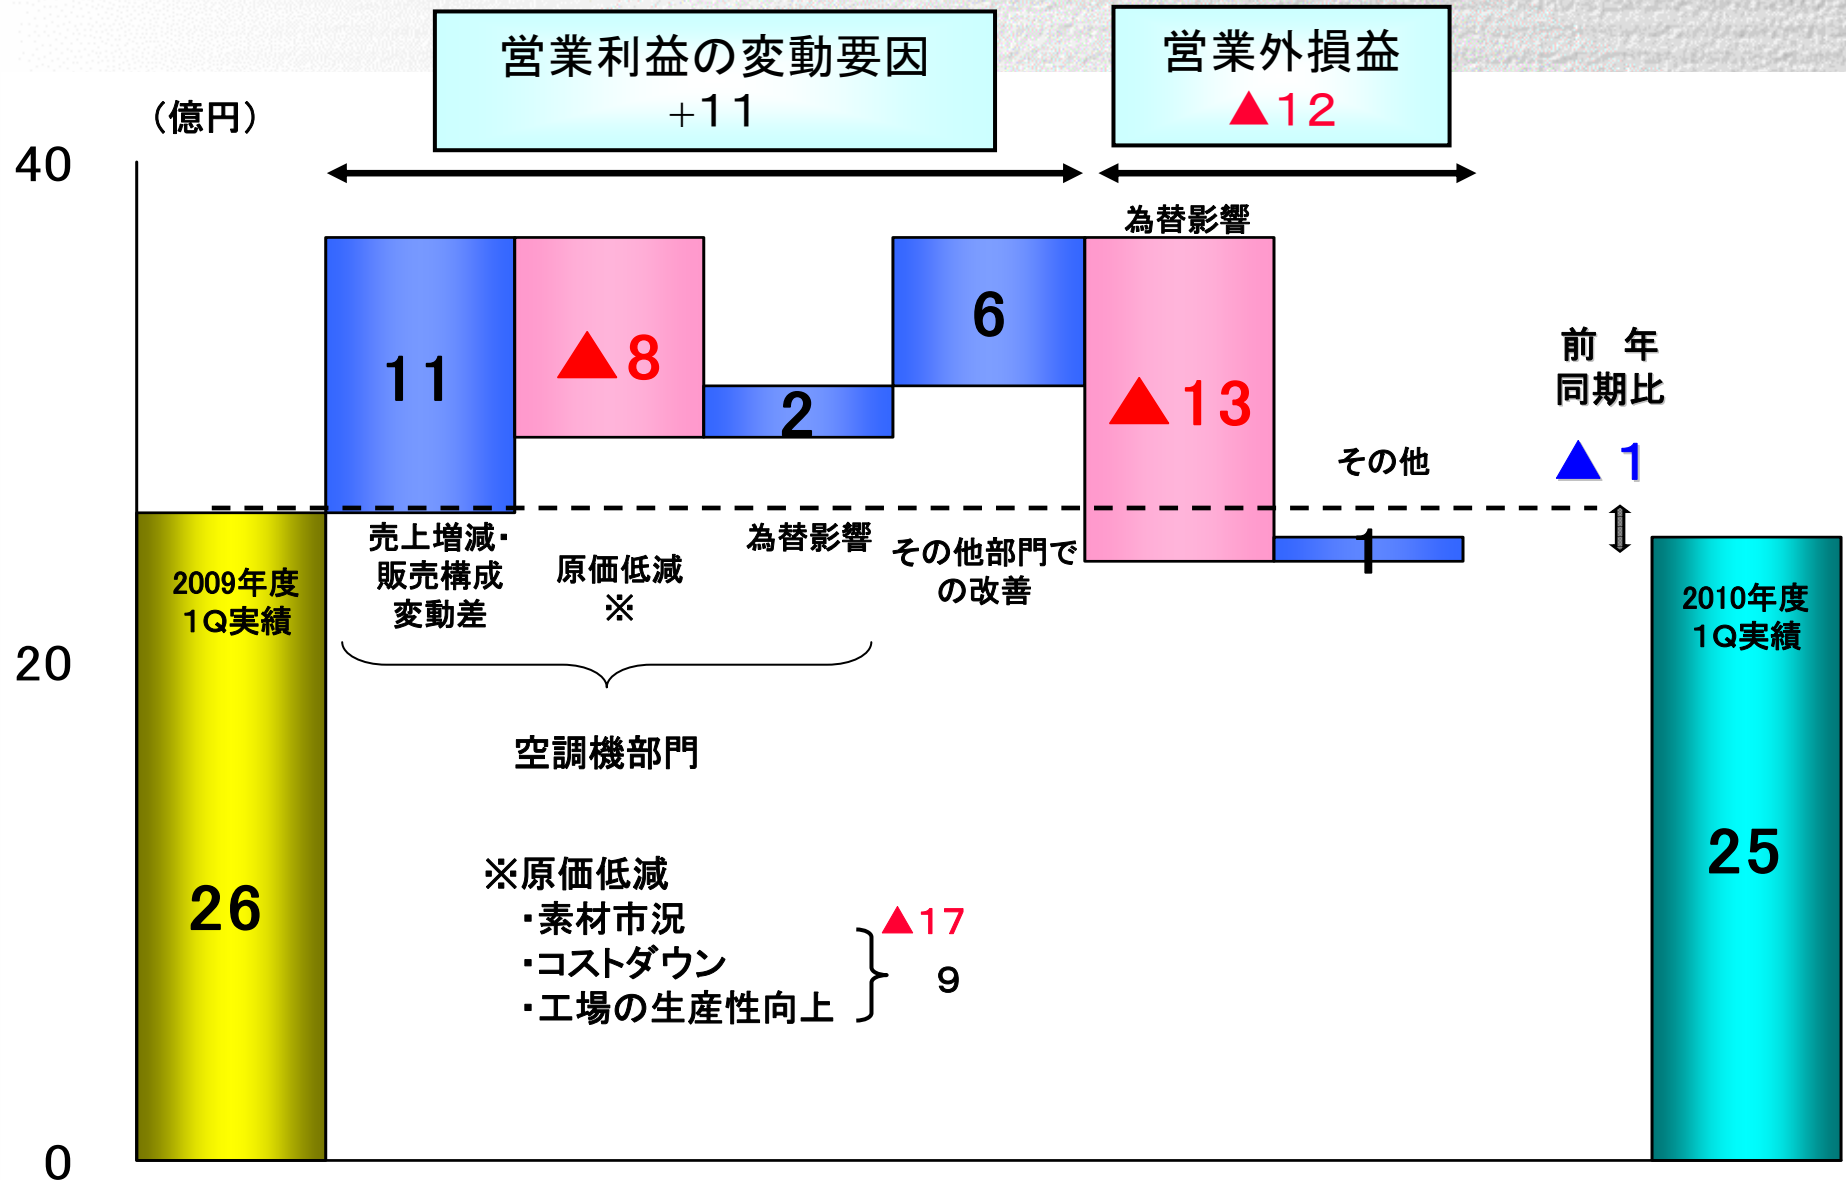 営業利益の変動要因
+11
営業外損益
▲12
（億円）
40
20
0
為替影響
11
▲8
2
6
▲13
1
その他
前 年
同期比
▲1
2009年度
1Q実績
26
売上増減・
販売構成
変動差
原価低減
※
為替影響
その他部門で
の改善
空調機部門
2010年度
1Q実績
25
※原価低減
・素材市況 ▲17
・コストダウン
・工場の生産性向上
9